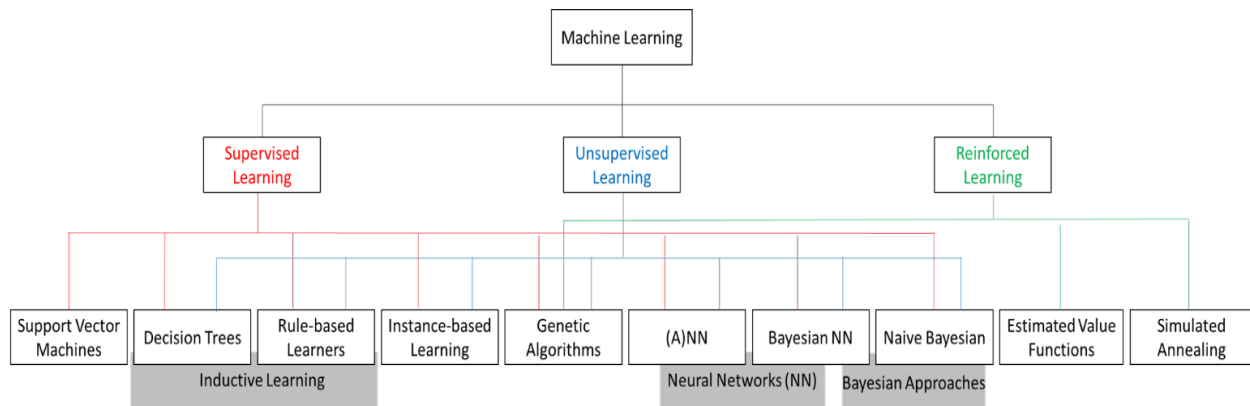 Machine Learning
Supervised
Learning
Unsupervised
Learning
Reinforced
Learning
Support Vector
Machines
Decision Trees
Rule-based
Learners
Instance-based
Learning
Genetic
Algorithms
(A)NN
Bayesian NN
Naive Bayesian
Estimated Value
Functions
Simulated
Annealing
Inductive Learning
Neural Networks (NN)
Bayesian Approaches